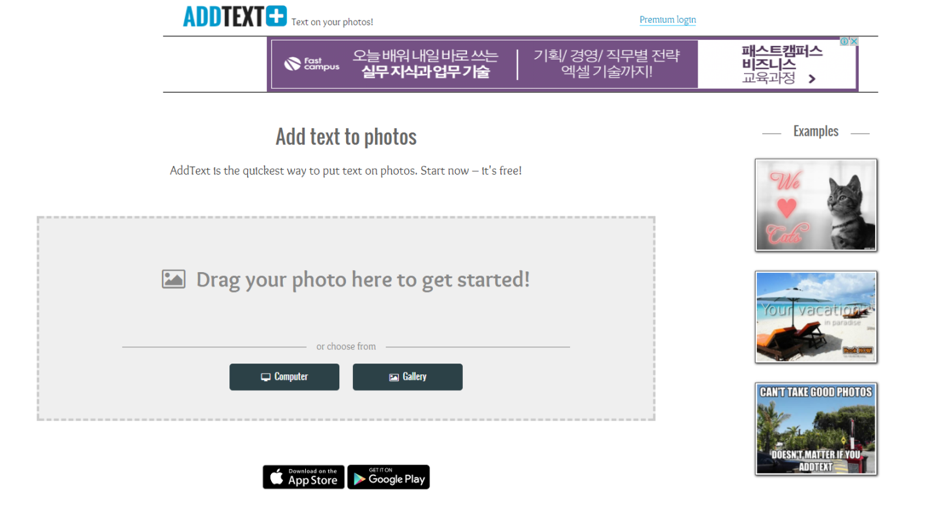 ADDTEXT Text on your photos!
Premium login
Fast campus
오늘 배워 내일 바로 쓰는
실무 지식과 업무 기술
기획/ 경영/ 직무별 전략
엑셀 기술까지!
패스트캠퍼스
비즈니스
교육과정
Add text to photos
AddText is the quickest way to put text on photos. Start now – it's free!
Drag your photo here to get started!
or choose from
Computer
Gallery
Download on the
App Store
GET IT ON
Google Play
Examples
We
Cats
Your vacation
in paradise
CAN'T TAKE GOOD PHOTOS
DOESN'T MATTER IF YOU
ADDTEXT